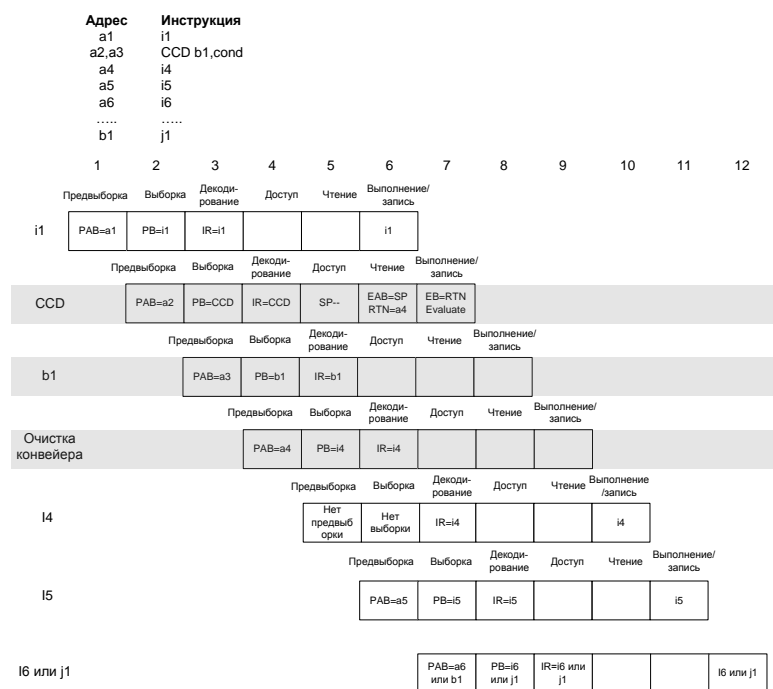 Адрес Инструкция
a1 i1
a2,a3 CCD b1,cond
a4 i4
a5 i5
a6 i6
..... .....
b1 j1
1 2 3 4 5 6 7 8 9 10 11 12
Предвыборка Выборка Декоди-рование Доступ Чтение Выполнение/запись
i1 PAB=a1 PB=i1 IR=i1 i1
Предвыборка Выборка Декоди-рование Доступ Чтение Выполнение/запись
CCD PAB=a2 PB=CCD IR=CCD SP-- EAB=SP RTN=a4 EB=RTN Evaluate
Предвыборка Выборка Декоди-рование Доступ Чтение Выполнение/запись
b1 PAB=a3 PB=b1 IR=b1
Предвыборка Выборка Декоди-рование Доступ Чтение Выполнение/запись
Очистка конвейера PAB=a4 PB=i4 IR=i4
Предвыборка Выборка Декоди-рование Доступ Чтение Выполнение/запись
I4 Нет предвыборки Нет выборки IR=i4 i4
Предвыборка Выборка Декоди-рование Доступ Чтение Выполнение/запись
I5 PAB=a5 PB=i5 IR=i5 i5
I6 или j1 PAB=a6 или b1 PB=i6 или j1 IR=i6 или j1 I6 или j1